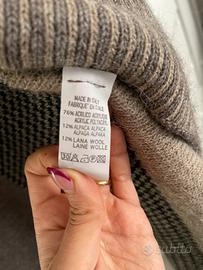 MADE IN ITALY
FABRIQUÉ EN ITALIE
76% ACRILICO ACRYLIQUE
ACRYLIC POLYACRYL
12% ALPACA ALPAGA
ALPACA ALPAKA
12% LANA WOOL
LAINE WOLLE
subito